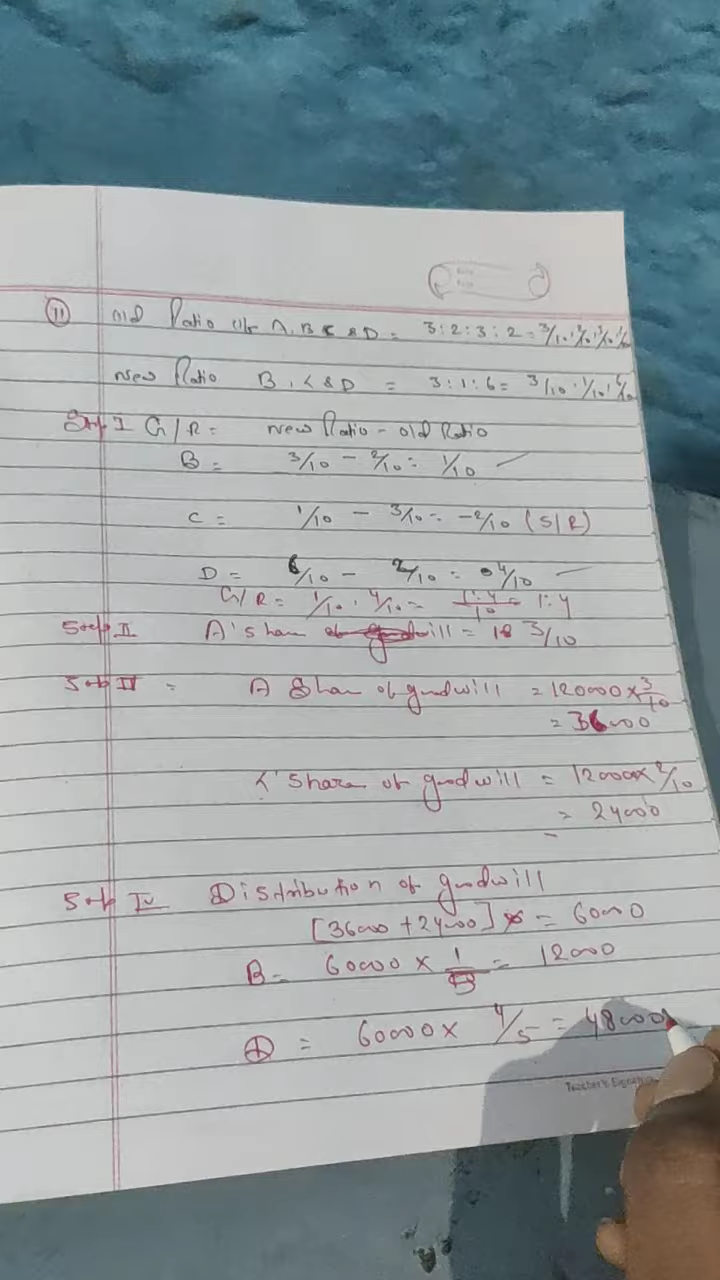 11 old Ratio of A, B C & D = 3:2:3:2 = 3/10, 2/10, 3/10, 2/10
New Ratio B, C & D = 3:1:6 = 3/10, 1/10, 6/10
Step I G/R = New Ratio - old Ratio
B = 3/10 - 2/10 = 1/10
C = 1/10 - 3/10 = -2/10 (S/R)
D = 6/10 - 2/10 = 4/10
G/R = 1/10, 4/10 = 1:4/10 = 1:4
Step II A's share = 3/10
Step III = A Share of goodwill = 120000 x 3/10
= 36000
C's share of goodwill = 120000 x 2/10
= 24000
Step IV Distribution of goodwill
[36000 + 24000] = 60000
B = 60000 x 1/5 = 12000
D = 60000 x 4/5 = 48000